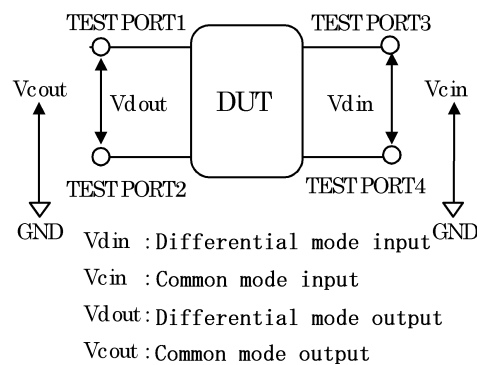 TEST PORT1
TEST PORT3
Vcout
Vdout
DUT
Vdin
Vcin
TEST PORT2
TEST PORT4
GND
GND
Vdin : Differential mode input
Vcin : Common mode input
Vdout : Differential mode output
Vcout : Common mode output